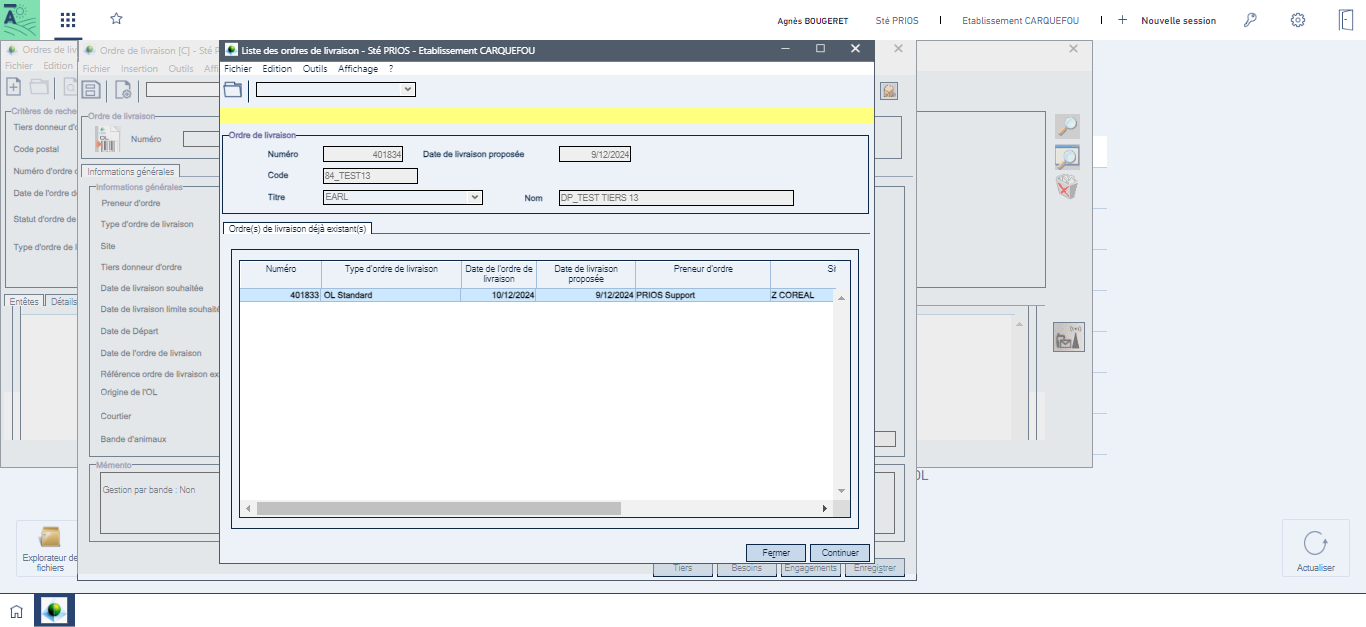 Agnès BOUGERET Sté PRIOS Etablissement CARQUEFOU Nouvelle session
Ordres de liv
Fichier Edition
Critères de reche
Tiers donneur d'o
Code postal
Numéro d'ordre d
Date de l'ordre d
Statut d'ordre de
Type d'ordre de l
Entêtes Détails
Ordre de livraison [C] - Sté P
Fichier Insertion Outils Affi
Ordre de livraison
Numéro
Informations générales
Informations générales
Preneur d'ordre
Type d'ordre de livraison
Site
Tiers donneur d'ordre
Date de livraison souhaitée
Date de livraison limite souhaité
Date de Départ
Date de l'ordre de livraison
Référence ordre de livraison ex
Origine de l'OL
Courtier
Bande d'animaux
Mémento
Gestion par bande : Non
Liste des ordres de livraison - Sté PRIOS - Etablissement CARQUEFOU
Fichier Edition Outils Affichage ?
Ordre de livraison
Numéro 401834 Date de livraison proposée 9/12/2024
Code 84_TEST13
Titre EARL Nom DP_TEST TIERS 13
Ordre(s) de livraison déjà existant(s)
Numéro Type d'ordre de livraison Date de l'ordre de livraison Date de livraison proposée Preneur d'ordre Sit
401833 OL Standard 10/12/2024 9/12/2024 PRIOS Support Z COREAL
Fermer Continuer
Tiers Besoins Engagements Enregistrer
OL
Explorateur de
fichiers
Actualiser